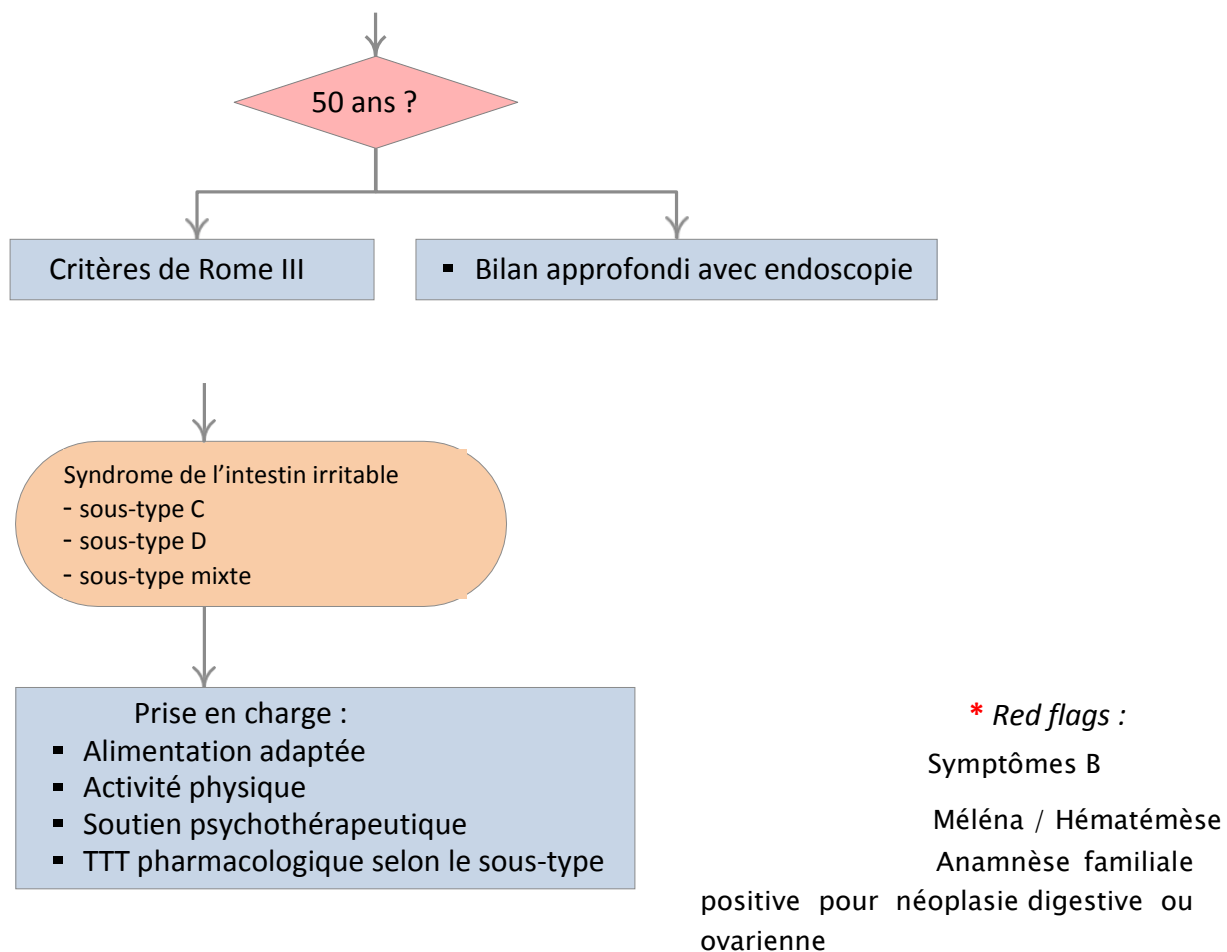 50 ans ?
Critères de Rome III
▪ Bilan approfondi avec endoscopie
Syndrome de l’intestin irritable
- sous-type C
- sous-type D
- sous-type mixte
Prise en charge :
▪ Alimentation adaptée
▪ Activité physique
▪ Soutien psychothérapeutique
▪ TTT pharmacologique selon le sous-type
* Red flags :
Symptômes B
Méléna / Hématémèse
Anamnèse familiale
positive pour néoplasie digestive ou
ovarienne